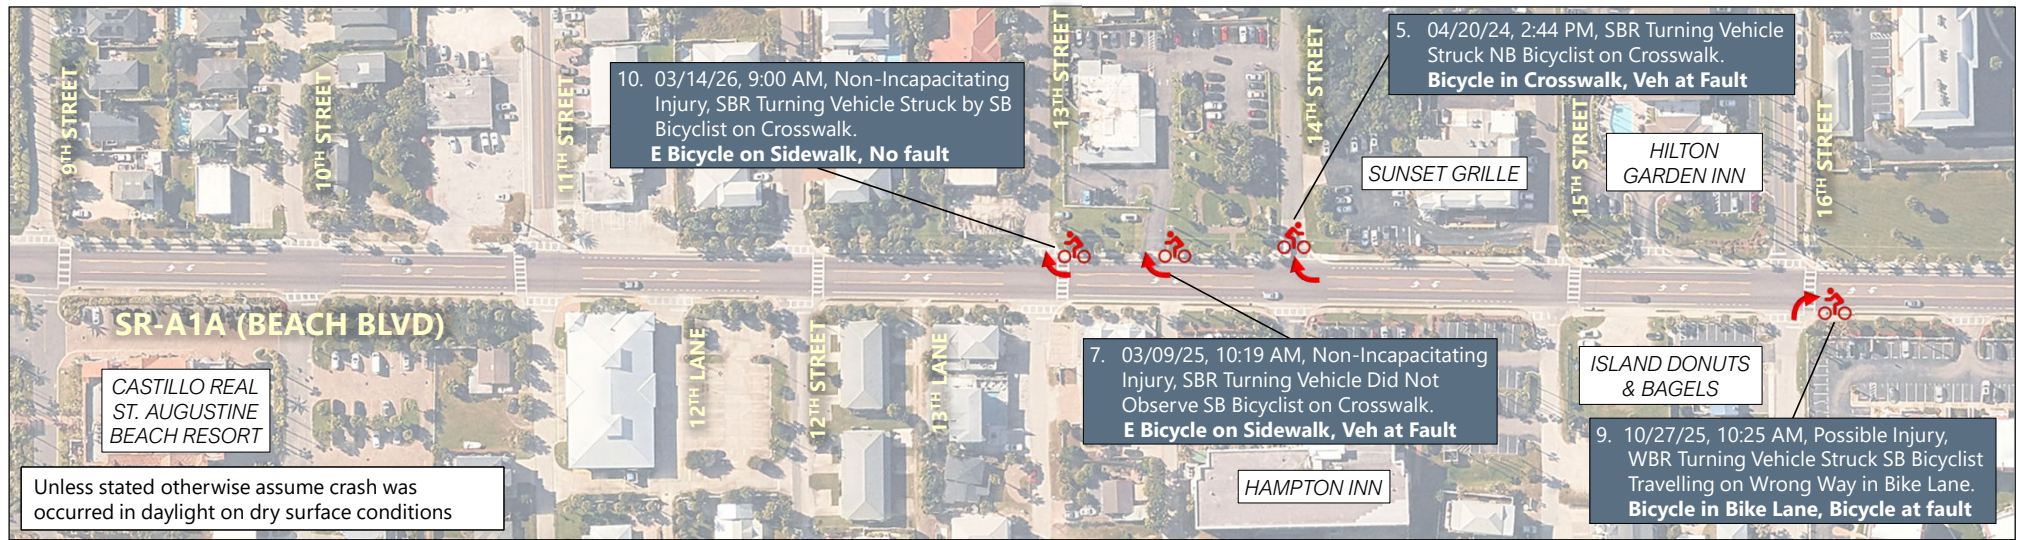 5. 04/20/24, 2:44 PM, SBR Turning Vehicle
Struck NB Bicyclist on Crosswalk.
Bicycle in Crosswalk, Veh at Fault
10. 03/14/26, 9:00 AM, Non-Incapacitating
Injury, SBR Turning Vehicle Struck by SB
Bicyclist on Crosswalk.
E Bicycle on Sidewalk, No fault
9TH STREET
10TH STREET
11TH STREET
13TH STREET
14TH STREET
15TH STREET
16TH STREET
SUNSET GRILLE
HILTON
GARDEN INN
SR-A1A (BEACH BLVD)
12TH LANE
12TH STREET
13TH LANE
CASTILLO REAL
ST. AUGUSTINE
BEACH RESORT
7. 03/09/25, 10:19 AM, Non-Incapacitating
Injury, SBR Turning Vehicle Did Not
Observe SB Bicyclist on Crosswalk.
E Bicycle on Sidewalk, Veh at Fault
ISLAND DONUTS
& BAGELS
9. 10/27/25, 10:25 AM, Possible Injury,
WBR Turning Vehicle Struck SB Bicyclist
Travelling on Wrong Way in Bike Lane.
Bicycle in Bike Lane, Bicycle at fault
HAMPTON INN
Unless stated otherwise assume crash was
occurred in daylight on dry surface conditions